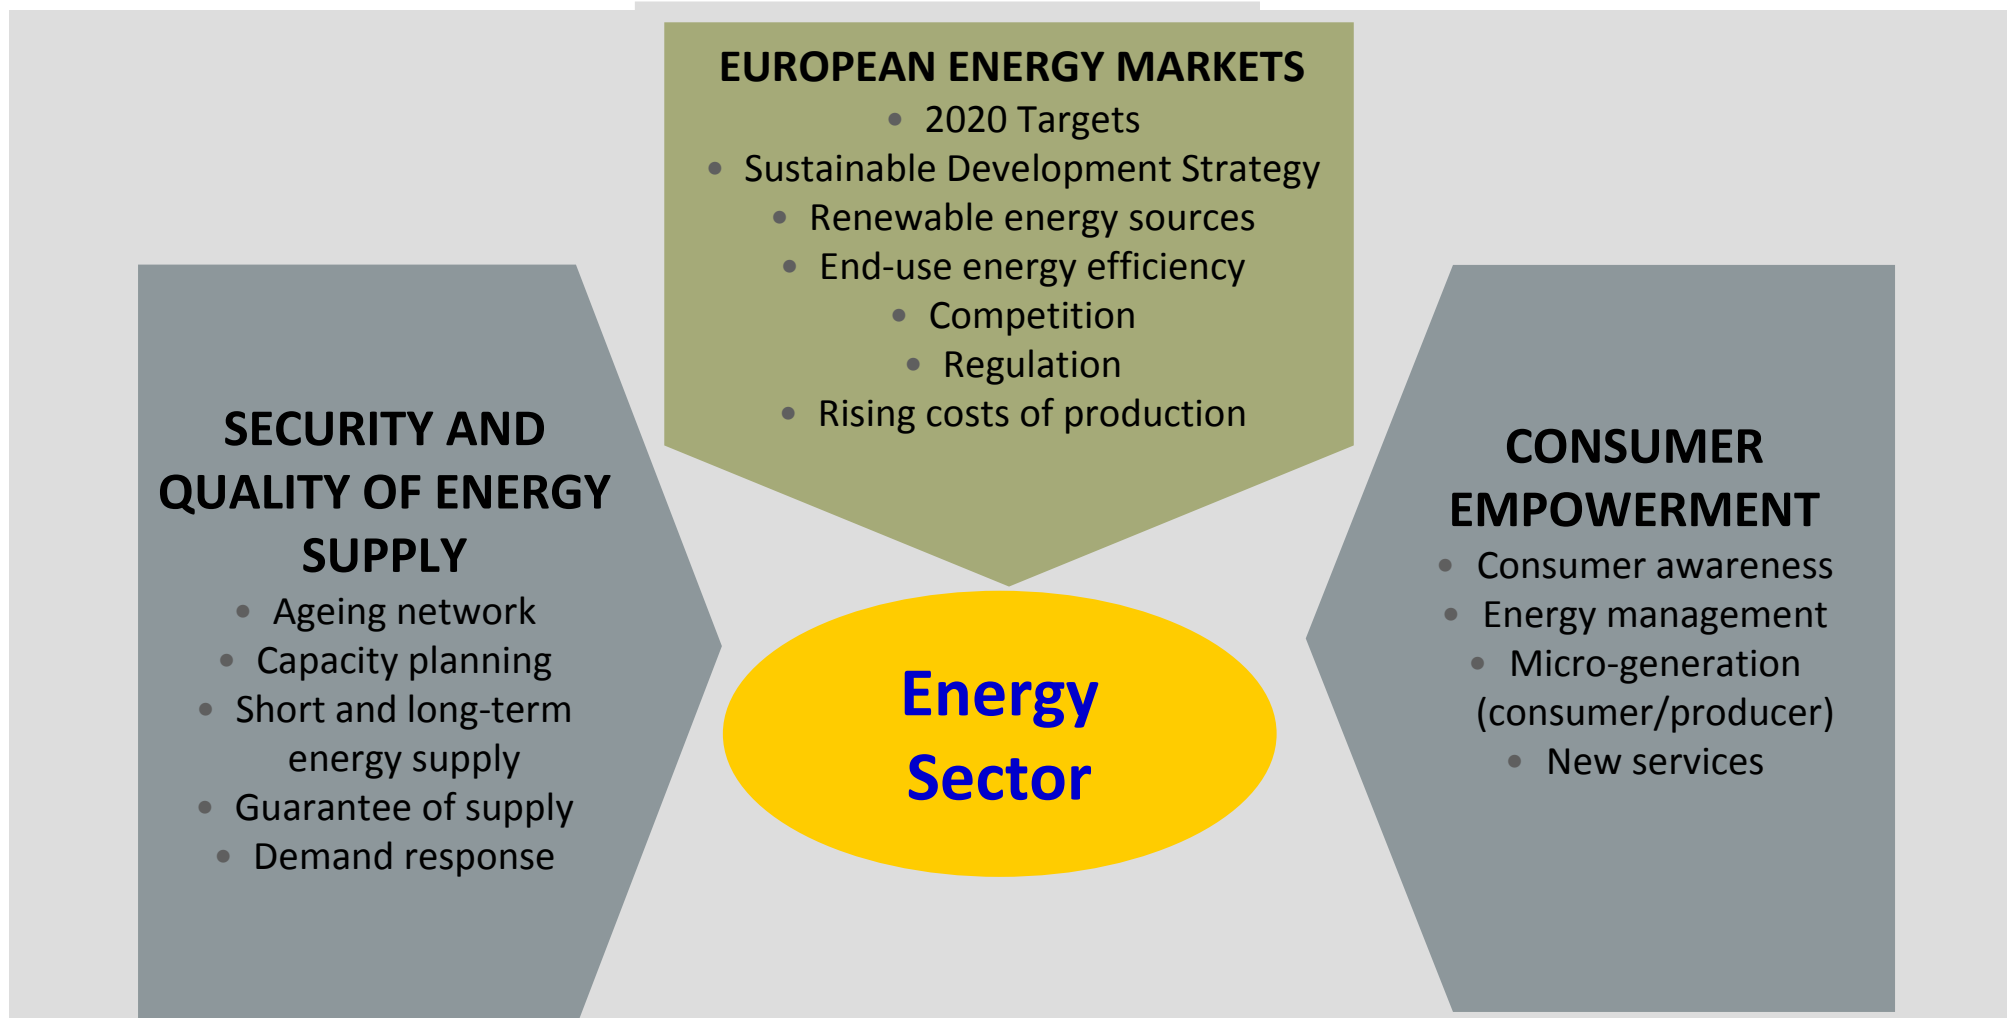 EUROPEAN ENERGY MARKETS
• 2020 Targets
• Sustainable Development Strategy
• Renewable energy sources
• End-use energy efficiency
• Competition
• Regulation
• Rising costs of production
SECURITY AND
QUALITY OF ENERGY
SUPPLY
• Ageing network
• Capacity planning
• Short and long-term
energy supply
• Guarantee of supply
• Demand response
Energy
Sector
CONSUMER
EMPOWERMENT
• Consumer awareness
• Energy management
• Micro-generation
(consumer/producer)
• New services